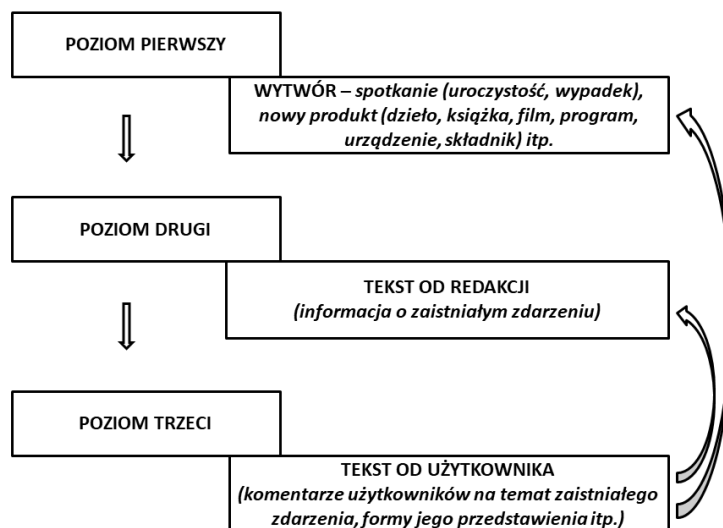 POZIOM PIERWSZY
WYTWÓR – spotkanie (uroczystość, wypadek),
nowy produkt (dzieło, książka, film, program,
urządzenie, składnik) itp.
POZIOM DRUGI
TEKST OD REDAKCJI
(informacja o zaistniałym zdarzeniu)
POZIOM TRZECI
TEKST OD UŻYTKOWNIKA
(komentarze użytkowników na temat zaistniałego
zdarzenia, formy jego przedstawienia itp.)